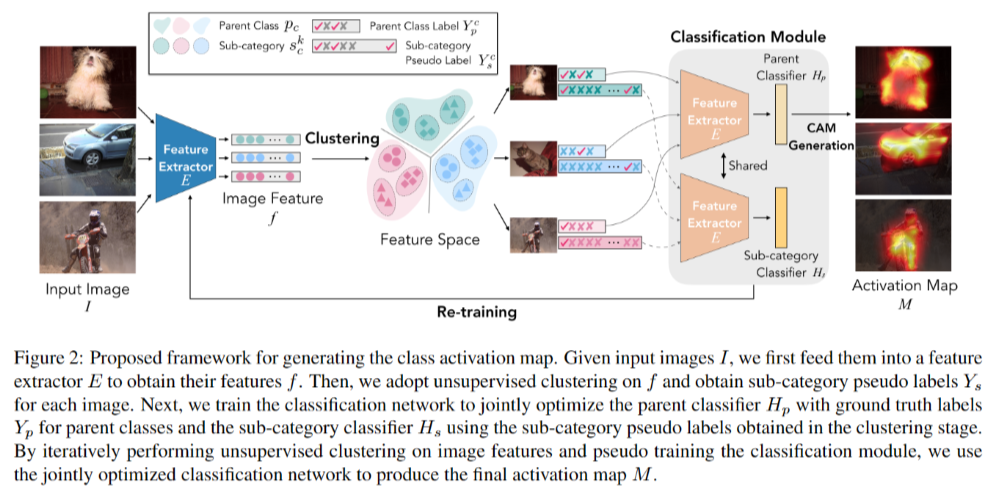 Parent Class p_c ✓✗✓✗ Parent Class Label Y_p^c
Sub-category s_c^k ✓✗✓✗✗ ✓ Sub-category
Pseudo Label Y_s^c
Classification Module
Parent
Classifier H_p
✓✗✓✗
✓✗✗✗✗ ··· ✓✗
Feature
Extractor
E
Clustering
Feature
Extractor
E
CAM
Generation
✗✗✓✗
✗✗✗✗✗ ··· ✓✗
Shared
Image Feature
f
Feature Space
✓✗✗✗
✓✗✗✗✗ ··· ✗✗
Feature
Extractor
E
Sub-category
Classifier H_s
Input Image
I
Activation Map
M
Re-training
Figure 2: Proposed framework for generating the class activation map. Given input images I, we first feed them into a feature
extractor E to obtain their features f. Then, we adopt unsupervised clustering on f and obtain sub-category pseudo labels Y_s
for each image. Next, we train the classification network to jointly optimize the parent classifier H_p with ground truth labels
Y_p for parent classes and the sub-category classifier H_s using the sub-category pseudo labels obtained in the clustering stage.
By iteratively performing unsupervised clustering on image features and pseudo training the classification module, we use
the jointly optimized classification network to produce the final activation map M.